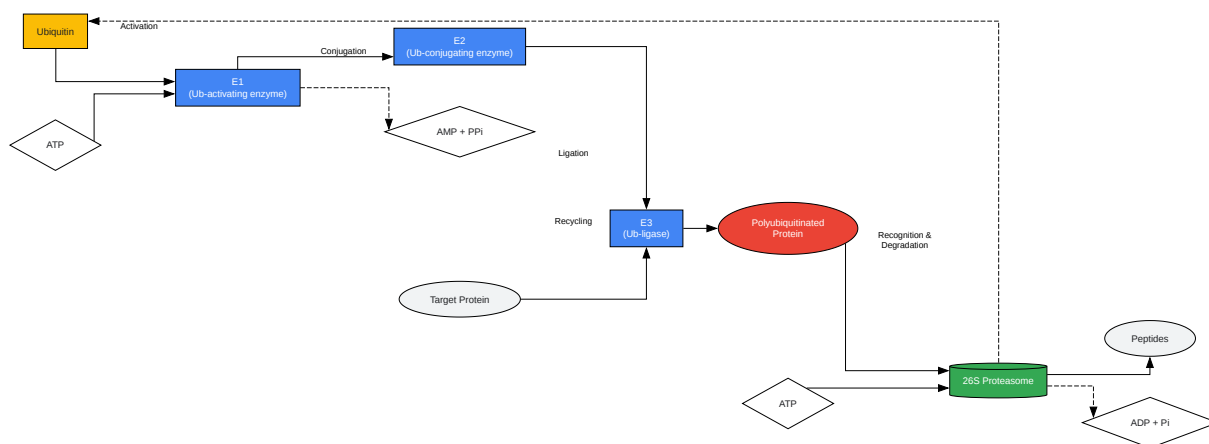 Ubiquitin
Activation
E2
(Ub-conjugating enzyme)
Conjugation
E1
(Ub-activating enzyme)
AMP + PPi
ATP
Ligation
Recycling
E3
(Ub-ligase)
Polyubiquitinated
Protein
Recognition &
Degradation
Target Protein
Peptides
26S Proteasome
ATP
ADP + Pi